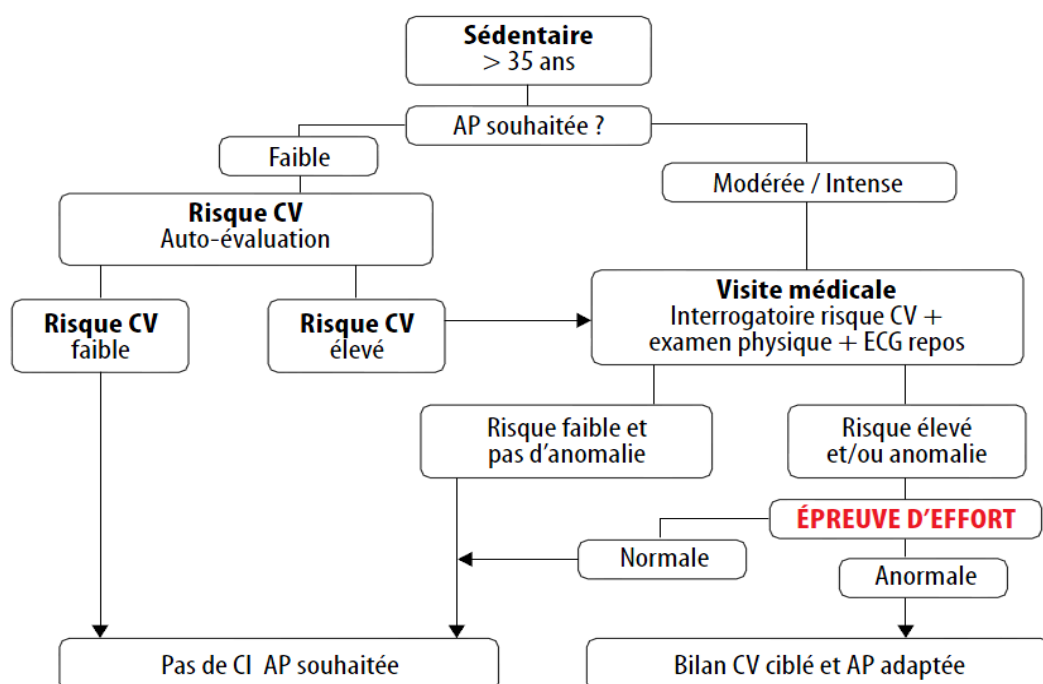 Sédentaire
> 35 ans
AP souhaitée ?
Faible
Modérée / Intense
Risque CV
Auto-évaluation
Visite médicale
Interrogatoire risque CV +
examen physique + ECG repos
Risque CV
faible
Risque CV
élevé
Risque faible et
pas d'anomalie
Risque élevé
et/ou anomalie
ÉPREUVE D'EFFORT
Normale
Anormale
Pas de CI AP souhaitée
Bilan CV ciblé et AP adaptée